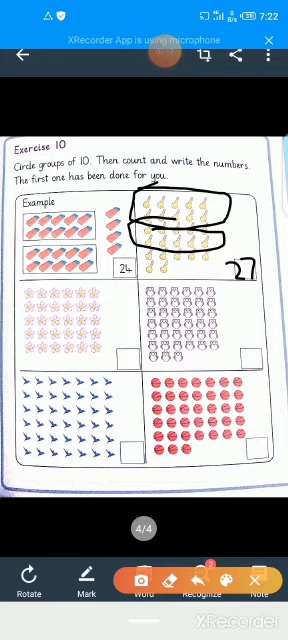 7:22
XRecorder App is using microphone
Exercise 10
Circle groups of 10. Then count and write the numbers.
The first one has been done for you.
Example
24
27
4/4
Rotate
Mark
Word
Recognize
Note
XRecorder